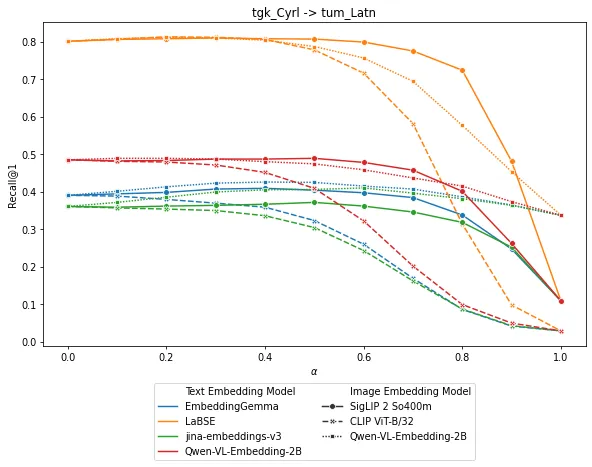 tgk_Cyrl -> tum_Latn
Recall@1
0.8
0.7
0.6
0.5
0.4
0.3
0.2
0.1
0.0
0.0 0.2 0.4 0.6 0.8 1.0
α
Text Embedding Model
EmbeddingGemma
LaBSE
jina-embeddings-v3
Qwen-VL-Embedding-2B
Image Embedding Model
SigLIP 2 So400m
CLIP ViT-B/32
Qwen-VL-Embedding-2B